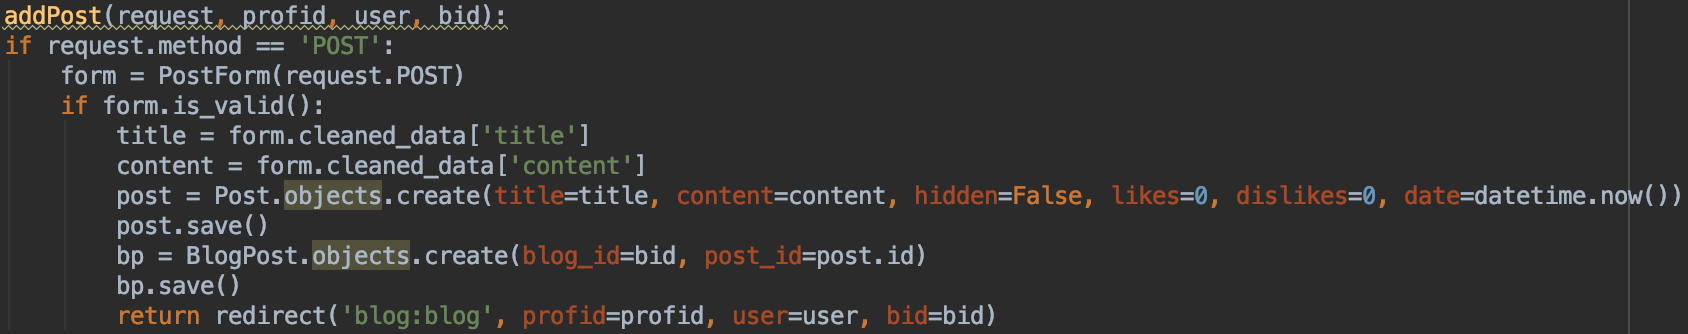 addPost(request, profid, user, bid):
if request.method == 'POST':
    form = PostForm(request.POST)
    if form.is_valid():
        title = form.cleaned_data['title']
        content = form.cleaned_data['content']
        post = Post.objects.create(title=title, content=content, hidden=False, likes=0, dislikes=0, date=datetime.now())
        post.save()
        bp = BlogPost.objects.create(blog_id=bid, post_id=post.id)
        bp.save()
        return redirect('blog:blog', profid=profid, user=user, bid=bid)